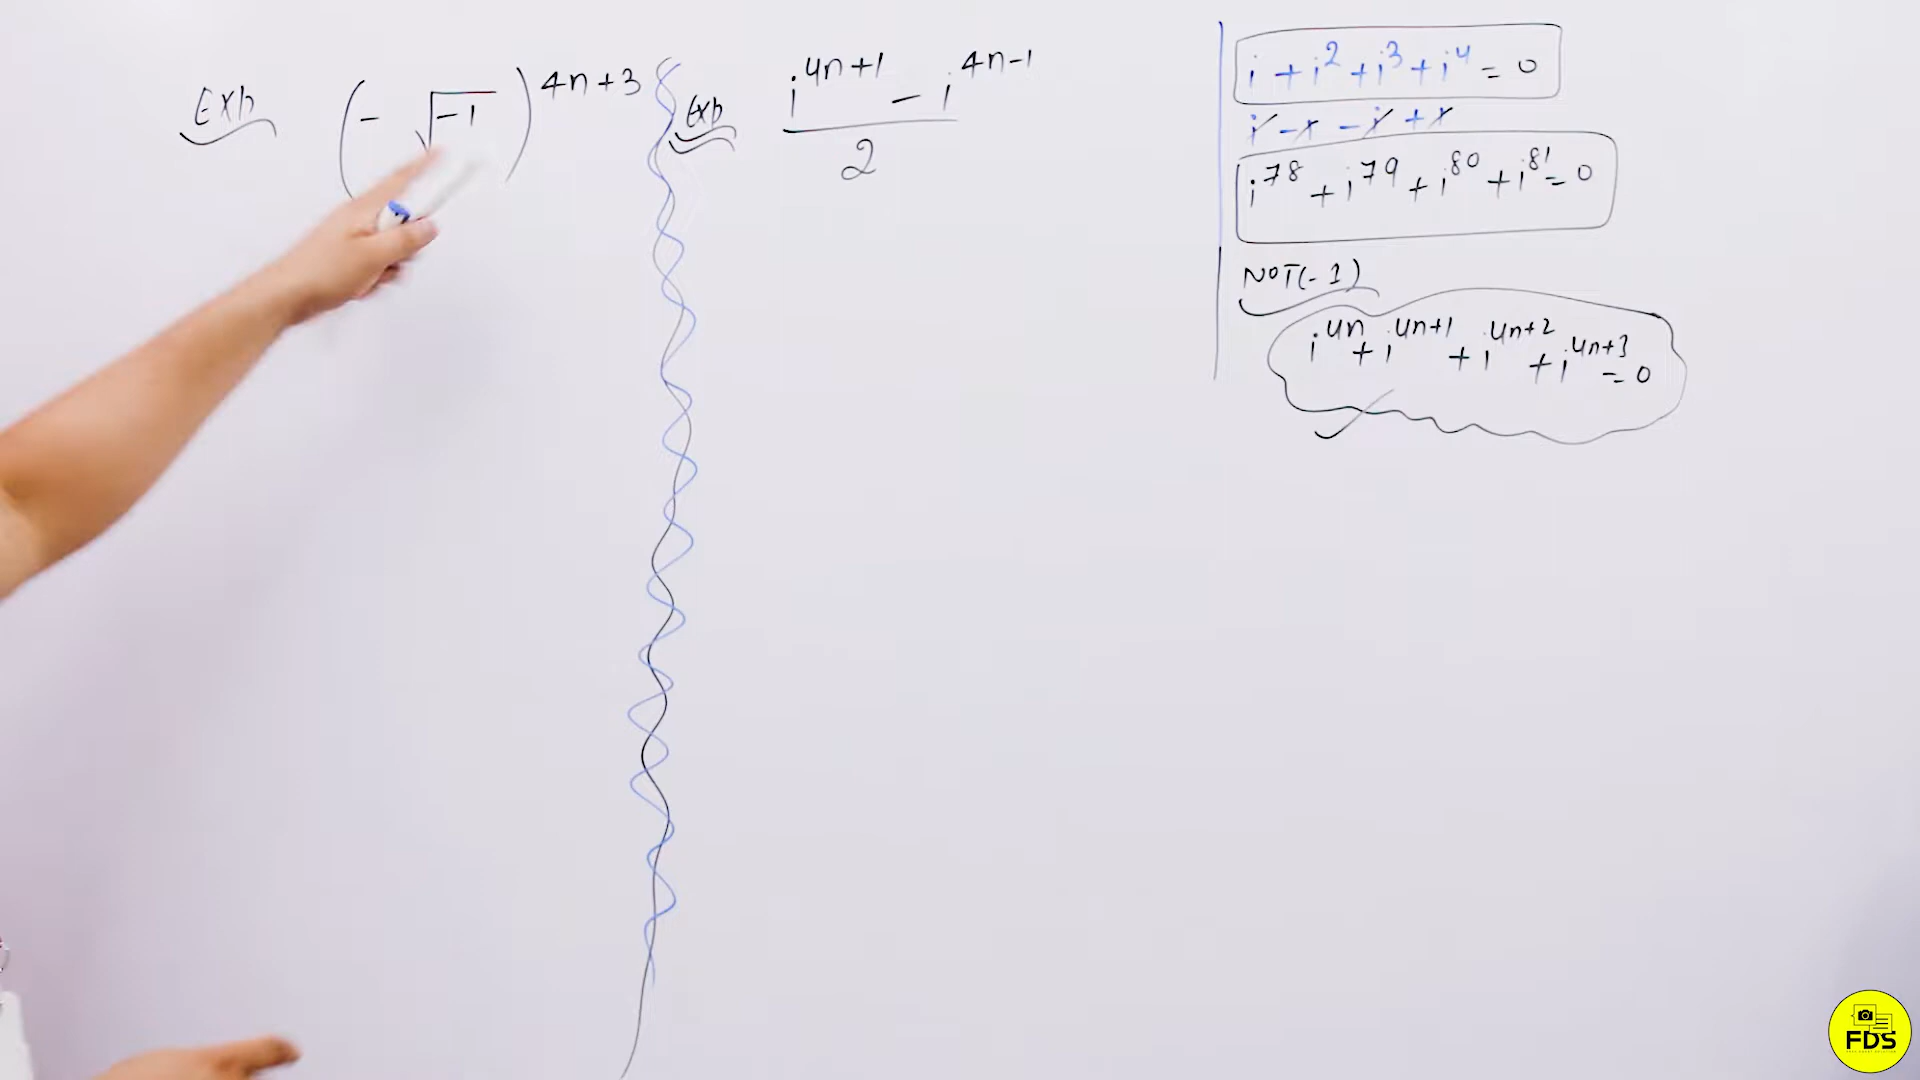 Exp (-√-1)^{4n+3}
Exp \frac{i^{4n+1} - i^{4n-1}}{2}
i + i² + i³ + i⁴ = 0
i - 1 - i + 1
i⁷⁸ + i⁷⁹ + i⁸⁰ + i⁸¹ = 0
NOT(-1)
i^{4n} + i^{4n+1} + i^{4n+2} + i^{4n+3} = 0
FDS